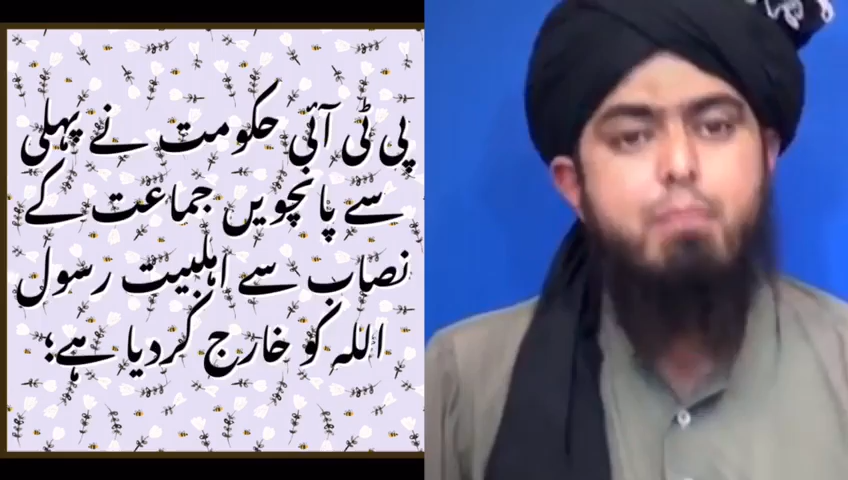 پی ٹی آئی حکومت نے پہلی
سے پانچویں جماعت کے
نصاب سے اہلبیت رسول
اللہ کو خارج کردیا ہے؛